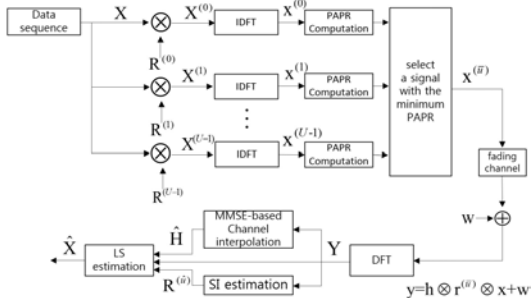 Data sequence
X
X^(0)
IDFT
x^(0)
PAPR Computation
R^(0)
X^(1)
IDFT
x^(1)
PAPR Computation
R^(1)
X^(U-1)
IDFT
x^(U-1)
PAPR Computation
R^(U-1)
select
a signal
with the
minimum
PAPR
x^(ū)
fading
channel
w
DFT
Y
MMSE-based
Channel
interpolation
Ĥ
SI estimation
R^(û)
LS
estimation
X̂
y=h ⊗ r^(ū) ⊗ x+w